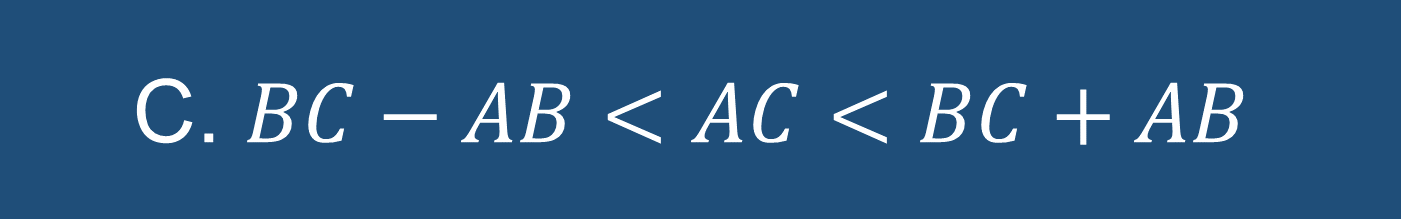 C. BC − AB < AC < BC + AB